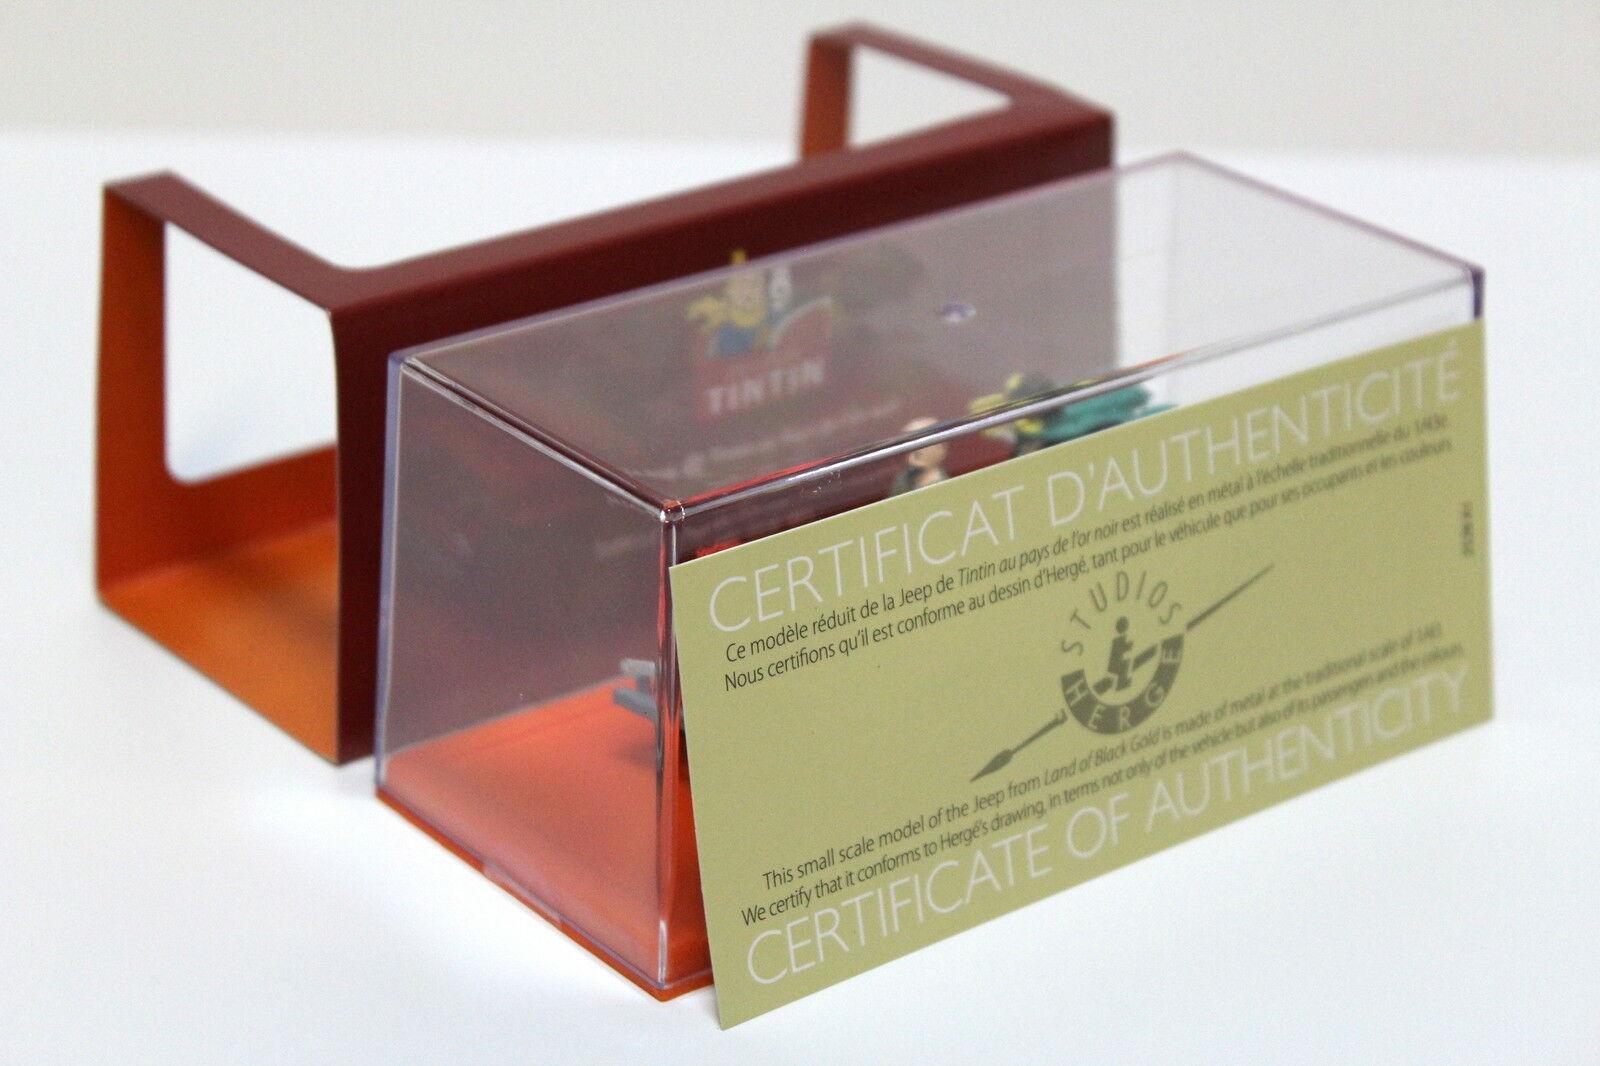 TINTIN
CERTIFICAT D'AUTHENTICITÉ
Ce modèle réduit de la Jeep de Tintin au pays de l'or noir est réalisé en métal à l'échelle traditionnelle du 1/43e.
Nous certifions qu'il est conforme au dessin d'Hergé, tant pour le véhicule que pour ses occupants et les couleurs
STUDIOS
HERGE
This small scale model of the Jeep from Land of Black Gold is made of metal at the traditional scale of 1/43.
We certify that it conforms to Hergé's drawing, in terms not only of the vehicle but also of its passengers and the colours.
CERTIFICATE OF AUTHENTICITY